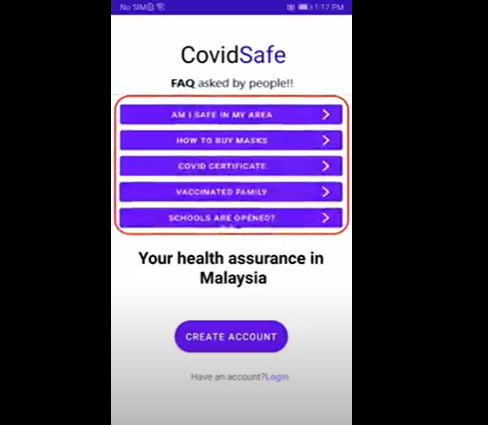 No SIM 1:17 PM
CovidSafe
FAQ asked by people!!
AM I SAFE IN MY AREA
HOW TO BUY MASKS
COVID CERTIFICATE
VACCINATED FAMILY
SCHOOLS ARE OPENED?
Your health assurance in
Malaysia
CREATE ACCOUNT
Have an account?Login